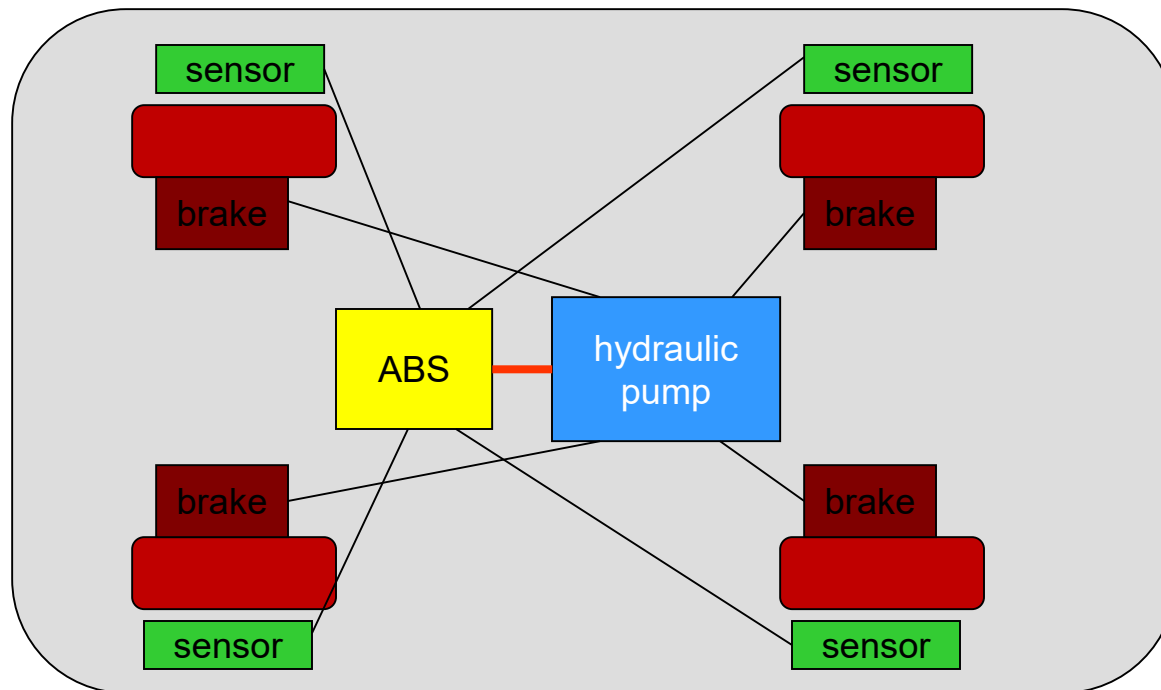 sensor
sensor
brake
brake
ABS
hydraulic
pump
brake
brake
sensor
sensor